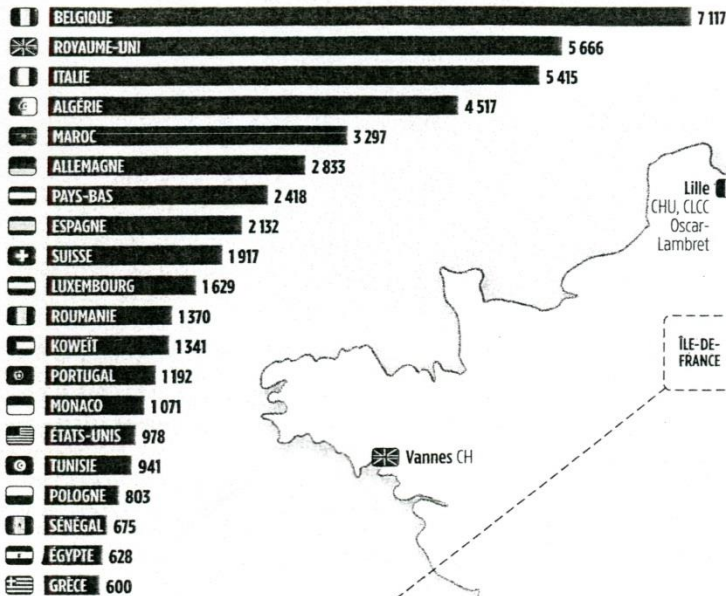 BELGIQUE 7 117
ROYAUME-UNI 5 666
ITALIE 5 415
ALGÉRIE 4 517
MAROC 3 297
ALLEMAGNE 2 833
PAYS-BAS 2 418
ESPAGNE 2 132
SUISSE 1 917
LUXEMBOURG 1 629
ROUMANIE 1 370
KOWEÏT 1 341
PORTUGAL 1 192
MONACO 1 071
ÉTATS-UNIS 978
TUNISIE 941
POLOGNE 803
SÉNÉGAL 675
ÉGYPTE 628
GRÈCE 600
Lille
CHU, CLCC
Oscar-
Lambret
ÎLE-DE-
FRANCE
Vannes CH